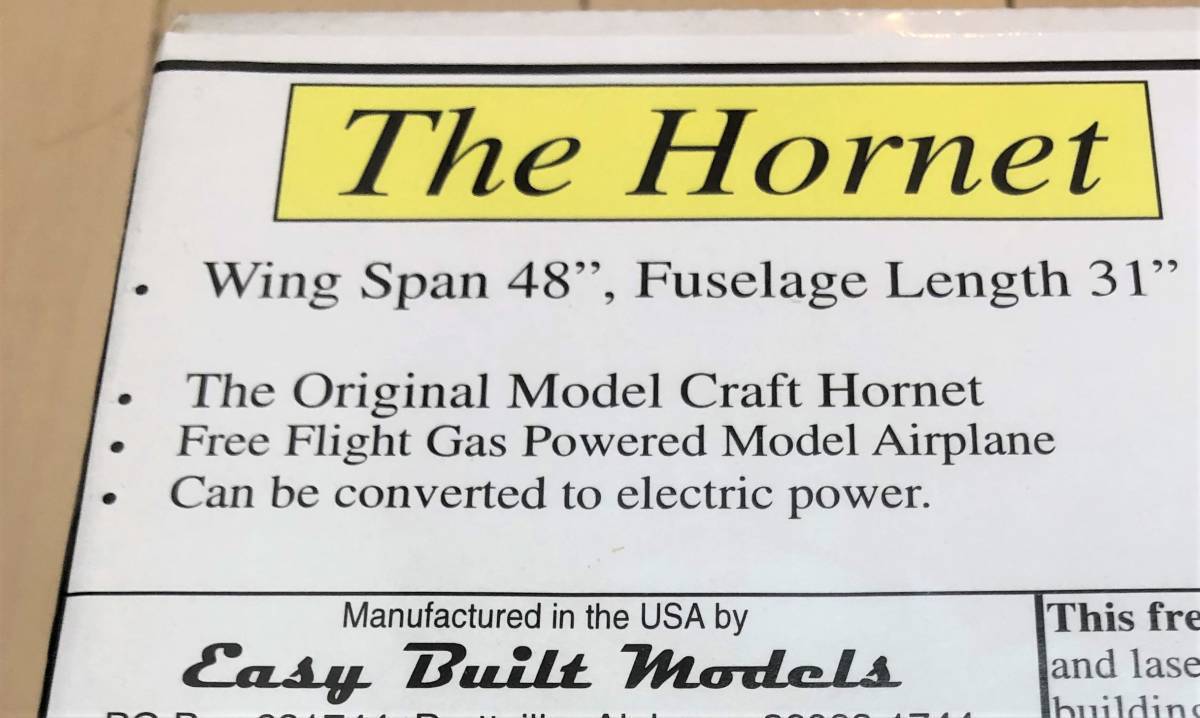 The Hornet
• Wing Span 48”, Fuselage Length 31”
• The Original Model Craft Hornet
• Free Flight Gas Powered Model Airplane
• Can be converted to electric power.
Manufactured in the USA by
Easy Built Models
This fre
and lase
building